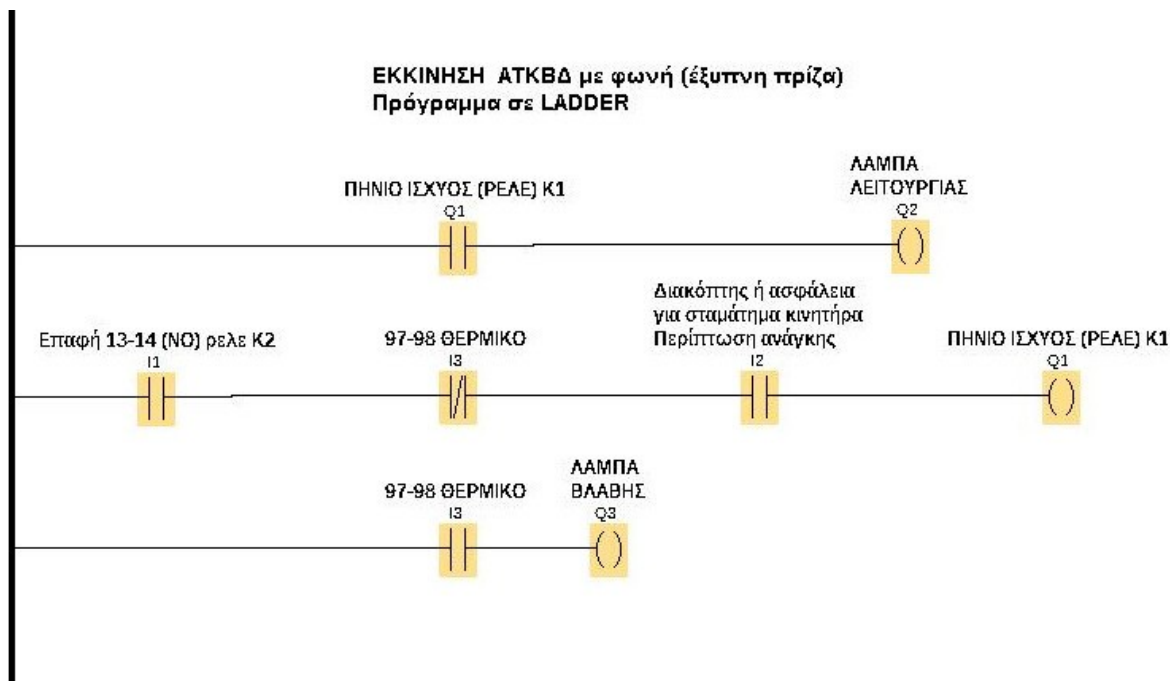 ΕΚΚΙΝΗΣΗ ΑΤΚΒΔ με φωνή (έξυπνη πρίζα)
Πρόγραμμα σε LADDER
ΠΗΝΙΟ ΙΣΧΥΟΣ (ΡΕΛΕ) Κ1
Q1
ΛΑΜΠΑ
ΛΕΙΤΟΥΡΓΙΑΣ
Q2
Επαφή 13-14 (ΝΟ) ρελε Κ2
I1
97-98 ΘΕΡΜΙΚΟ
I3
Διακόπτης ή ασφάλεια
για σταμάτημα κινητήρα
Περίπτωση ανάγκης
I2
ΠΗΝΙΟ ΙΣΧΥΟΣ (ΡΕΛΕ) Κ1
Q1
97-98 ΘΕΡΜΙΚΟ
I3
ΛΑΜΠΑ
ΒΛΑΒΗΣ
Q3